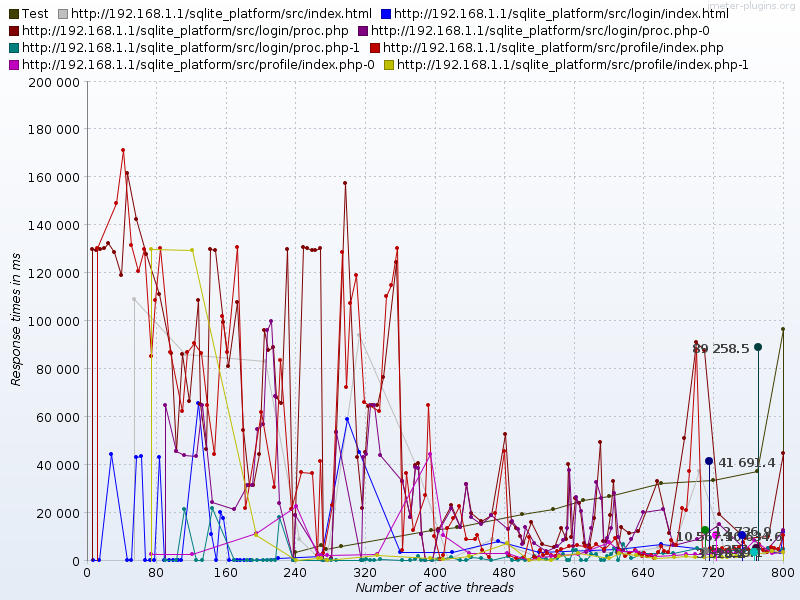 jmeter-plugins.org
Test http://192.168.1.1/sqlite_platform/src/index.html http://192.168.1.1/sqlite_platform/src/login/index.html
http://192.168.1.1/sqlite_platform/src/login/proc.php http://192.168.1.1/sqlite_platform/src/login/proc.php-0
http://192.168.1.1/sqlite_platform/src/login/proc.php-1 http://192.168.1.1/sqlite_platform/src/profile/index.php
http://192.168.1.1/sqlite_platform/src/profile/index.php-0 http://192.168.1.1/sqlite_platform/src/profile/index.php-1
200 000
180 000
160 000
140 000
120 000
100 000
80 000
60 000
40 000
20 000
0
Response times in ms
89 258.5
41 691.4
0 80 160 240 320 400 480 560 640 720 800
Number of active threads